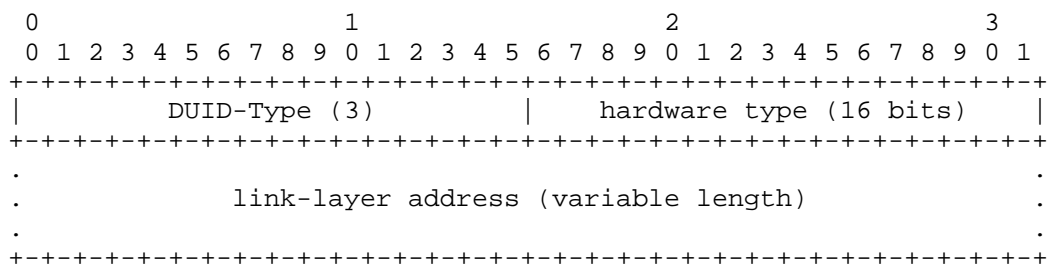 0                   1                   2                   3
 0 1 2 3 4 5 6 7 8 9 0 1 2 3 4 5 6 7 8 9 0 1 2 3 4 5 6 7 8 9 0 1
+-+-+-+-+-+-+-+-+-+-+-+-+-+-+-+-+-+-+-+-+-+-+-+-+-+-+-+-+-+-+-+-+
|         DUID-Type (3)         |    hardware type (16 bits)    |
+-+-+-+-+-+-+-+-+-+-+-+-+-+-+-+-+-+-+-+-+-+-+-+-+-+-+-+-+-+-+-+-+
.                                                               .
.             link-layer address (variable length)              .
.                                                               .
+-+-+-+-+-+-+-+-+-+-+-+-+-+-+-+-+-+-+-+-+-+-+-+-+-+-+-+-+-+-+-+-+